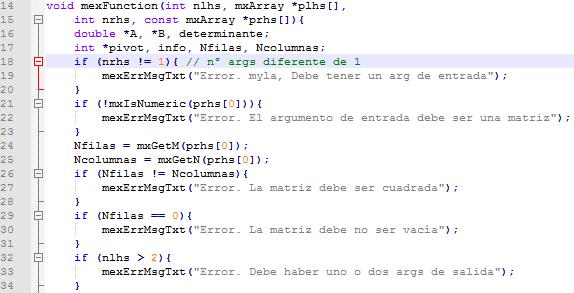 14 void mexFunction(int nlhs, mxArray *plhs[],
15 int nrhs, const mxArray *prhs[]){
16 double *A, *B, determinante;
17 int *pivot, info, Nfilas, Ncolumnas;
18 if (nrhs != 1){ // nº args diferente de 1
19 mexErrMsgTxt("Error. myla, Debe tener un arg de entrada");
20 }
21 if (!mxIsNumeric(prhs[0])){
22 mexErrMsgTxt("Error. El argumento de entrada debe ser una matriz");
23 }
24 Nfilas = mxGetM(prhs[0]);
25 Ncolumnas = mxGetN(prhs[0]);
26 if (Nfilas != Ncolumnas){
27 mexErrMsgTxt("Error. La matriz debe ser cuadrada");
28 }
29 if (Nfilas == 0){
30 mexErrMsgTxt("Error. La matriz debe no ser vacía");
31 }
32 if (nlhs > 2){
33 mexErrMsgTxt("Error. Debe haber uno o dos args de salida");
34 }